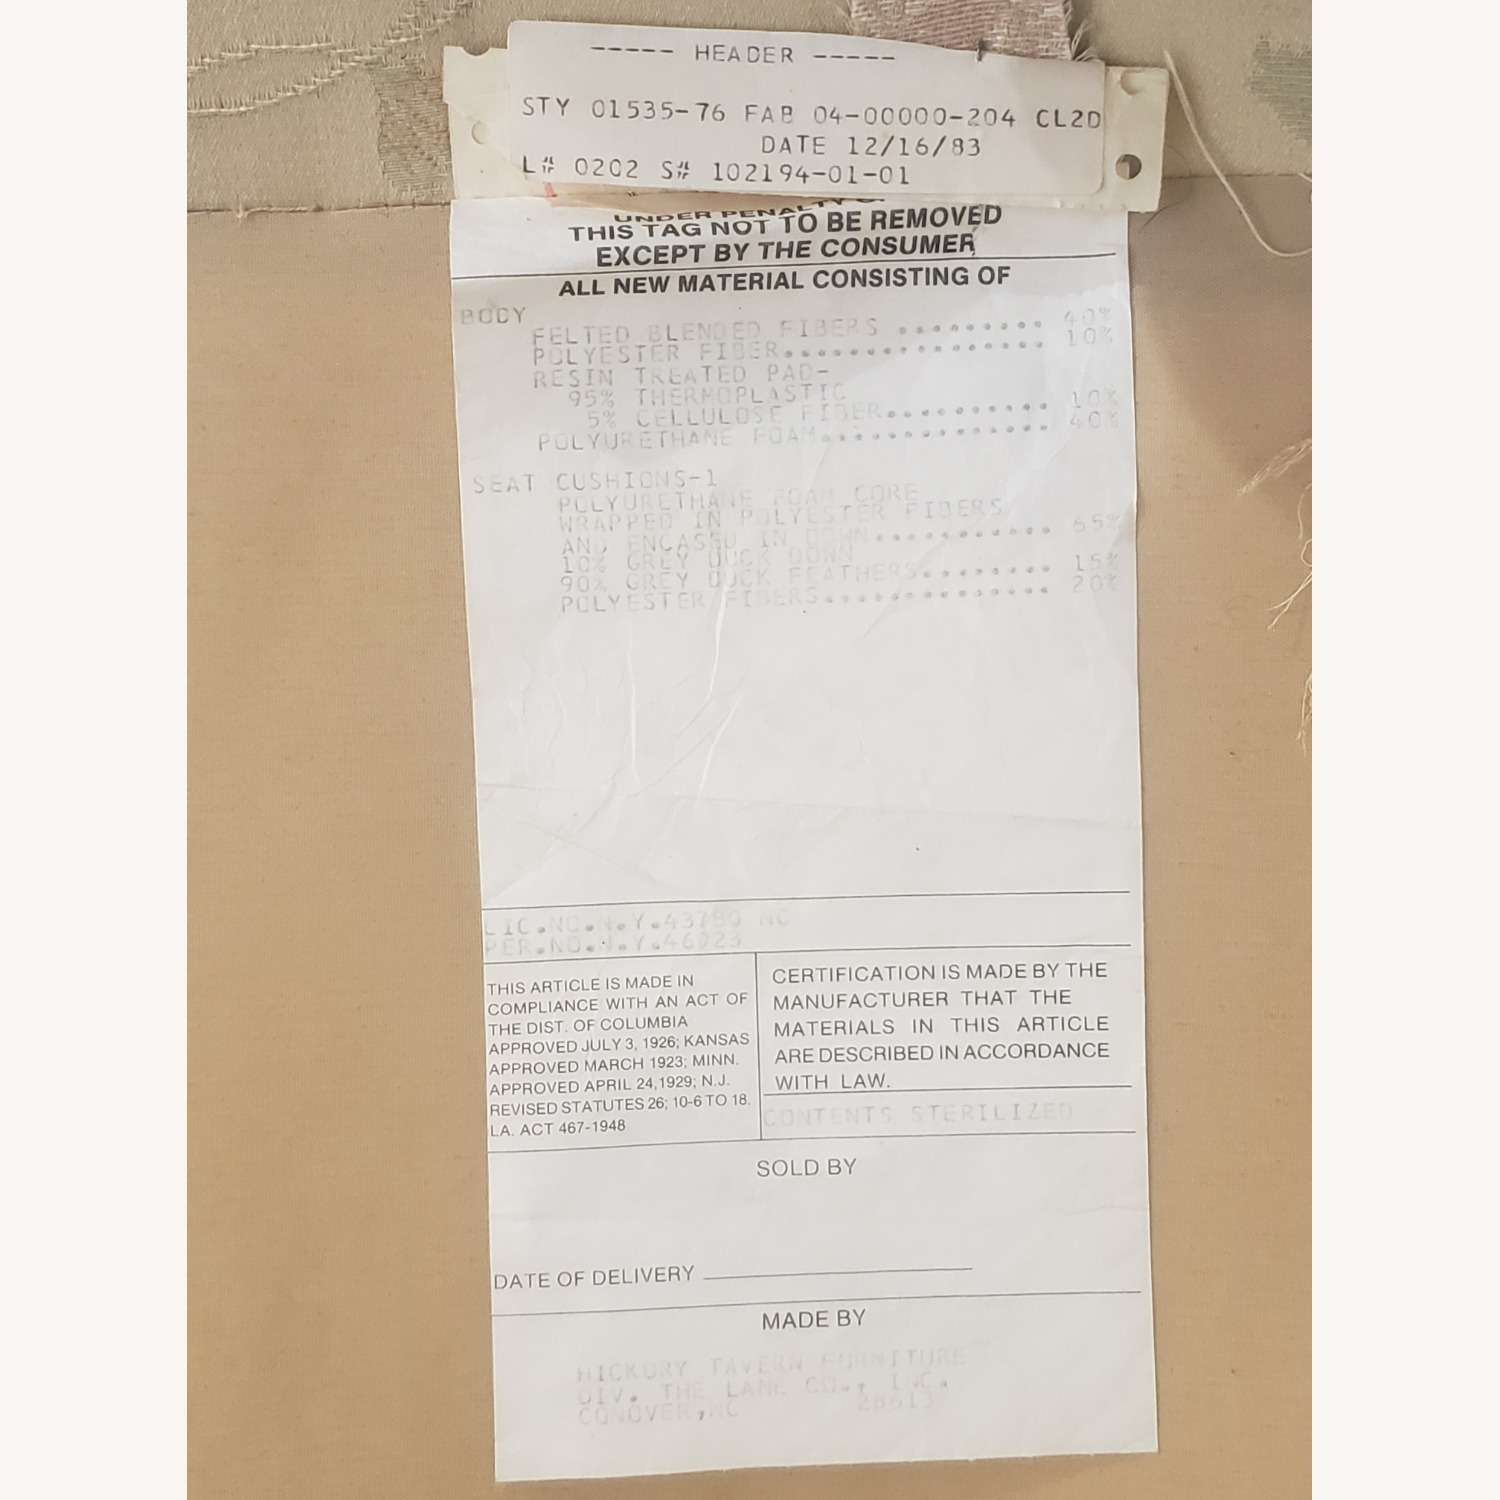 ----- HEADER -----
STY 01535-76 FAB 04-00000-204 CL2D
DATE 12/16/83
L# 0202 S# 102194-01-01
UNDER PENALTY
THIS TAG NOT TO BE REMOVED
EXCEPT BY THE CONSUMER
ALL NEW MATERIAL CONSISTING OF
BODY
FELTED BLENDED FIBERS ......... 40%
POLYESTER FIBER................ 10%
RESIN TREATED PAD-
95% THERMOPLASTIC
5% CELLULOSE FIBER.......... 10%
POLYURETHANE FOAM.............. 40%
SEAT CUSHIONS-1
POLYURETHANE FOAM CORE
WRAPPED IN POLYESTER FIBERS
AND ENCASED IN DOWN........... 65%
10% GREY DUCK DOWN
90% GREY DUCK FEATHERS........ 15%
POLYESTER FIBERS.............. 20%
LIC.NO.N.Y.43780 NC
PER.NO.N.Y.46923
THIS ARTICLE IS MADE IN
COMPLIANCE WITH AN ACT OF
THE DIST. OF COLUMBIA
APPROVED JULY 3, 1926; KANSAS
APPROVED MARCH 1923; MINN.
APPROVED APRIL 24,1929; N.J.
REVISED STATUTES 26; 10-6 TO 18.
LA. ACT 467-1948
CERTIFICATION IS MADE BY THE
MANUFACTURER THAT THE
MATERIALS IN THIS ARTICLE
ARE DESCRIBED IN ACCORDANCE
WITH LAW.
CONTENTS STERILIZED
SOLD BY
DATE OF DELIVERY
MADE BY
HICKORY TAVERN FURNITURE
DIV. THE LANE CO., INC.
CONOVER,NC 28613